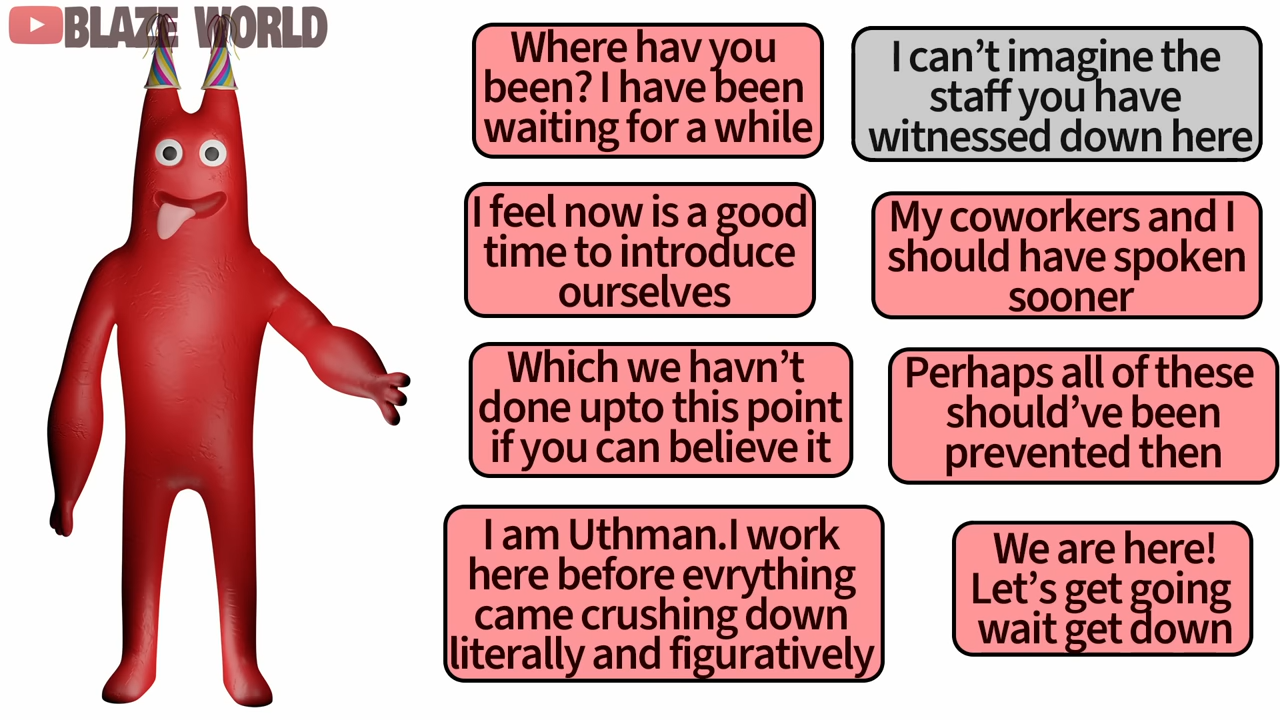 BLAZE WORLD
Where hav you
been? I have been
waiting for a while
I feel now is a good
time to introduce
ourselves
Which we havn't
done upto this point
if you can believe it
I am Uthman.I work
here before evrything
came crushing down
literally and figuratively
I can't imagine the
staff you have
witnessed down here
My coworkers and I
should have spoken
sooner
Perhaps all of these
should've been
prevented then
We are here!
Let's get going
wait get down